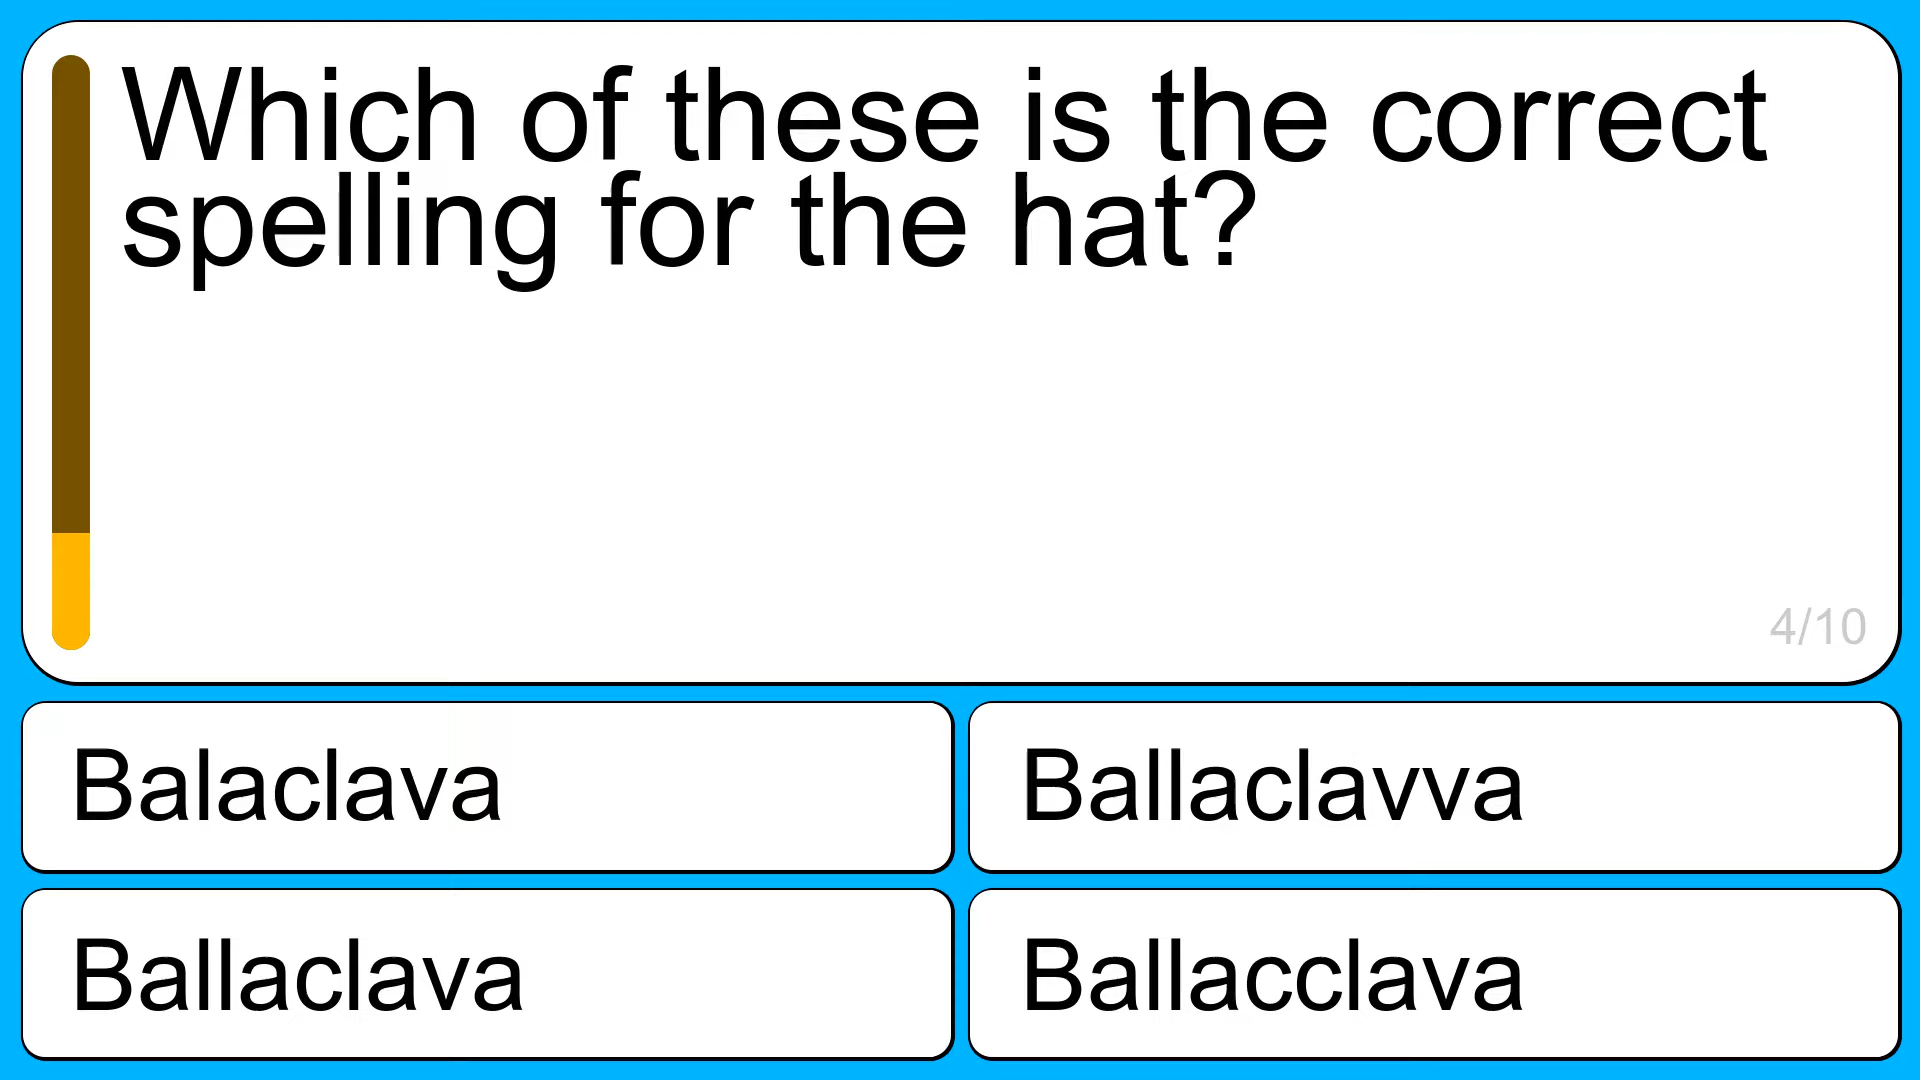 Which of these is the correct
spelling for the hat?
4/10
Balaclava
Ballaclavva
Ballaclava
Ballacclava